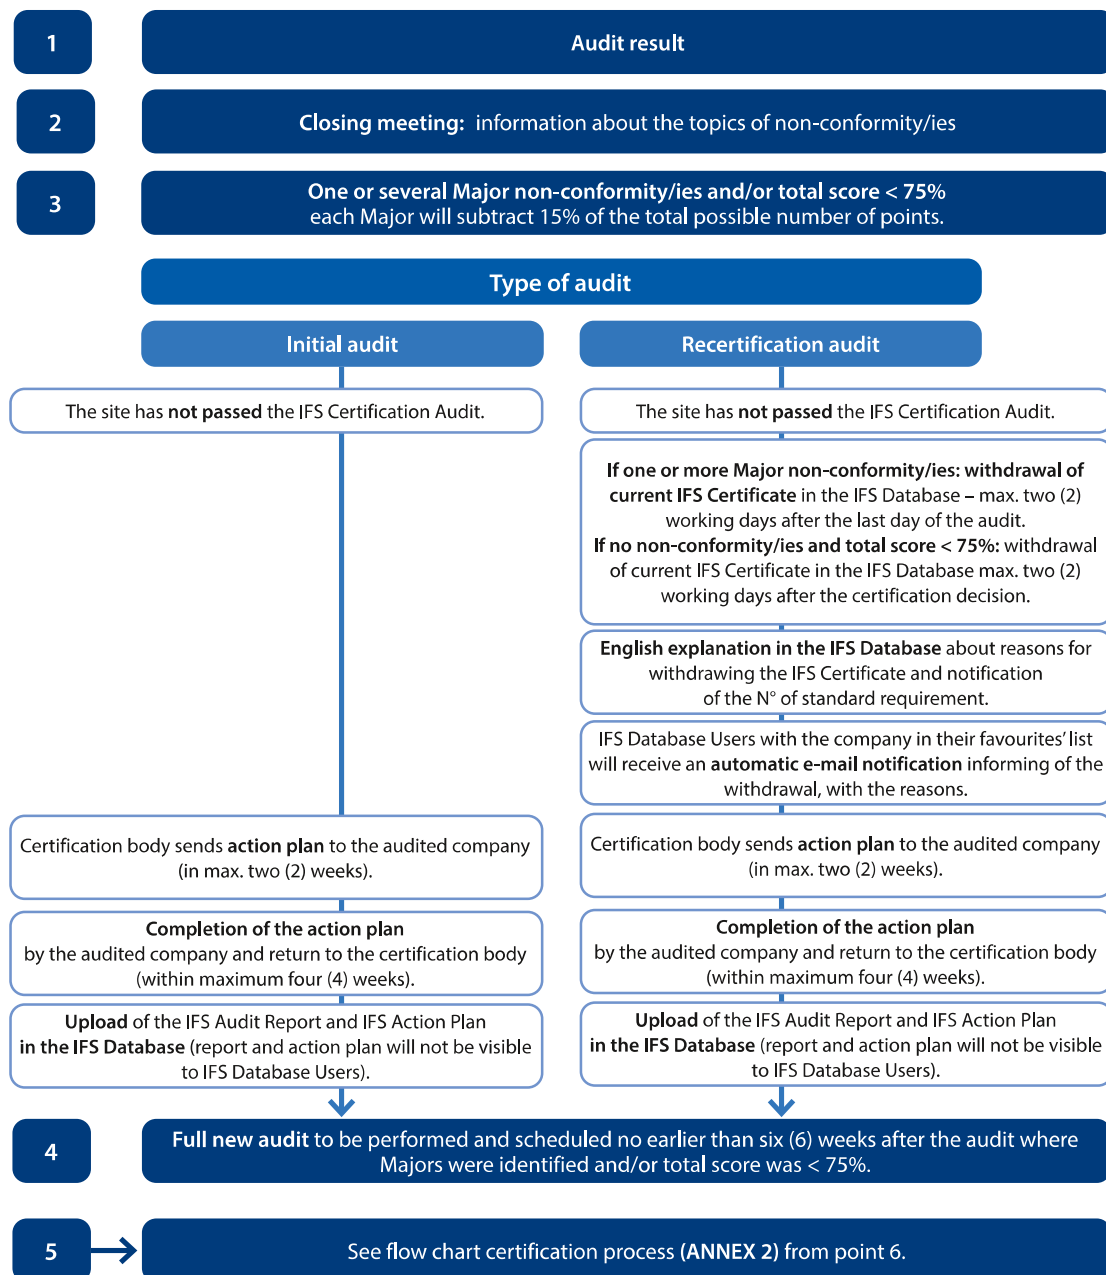 1
Audit result
2
Closing meeting: information about the topics of non-conformity/ies
3
One or several Major non-conformity/ies and/or total score < 75%
each Major will subtract 15% of the total possible number of points.
Type of audit
Initial audit
The site has not passed the IFS Certification Audit.
Certification body sends action plan to the audited company
(in max. two (2) weeks).
Completion of the action plan
by the audited company and return to the certification body
(within maximum four (4) weeks).
Upload of the IFS Audit Report and IFS Action Plan
in the IFS Database (report and action plan will not be visible
to IFS Database Users).
Recertification audit
The site has not passed the IFS Certification Audit.
If one or more Major non-conformity/ies: withdrawal of
current IFS Certificate in the IFS Database – max. two (2)
working days after the last day of the audit.
If no non-conformity/ies and total score < 75%: withdrawal
of current IFS Certificate in the IFS Database max. two (2)
working days after the certification decision.
English explanation in the IFS Database about reasons for
withdrawing the IFS Certificate and notification
of the N° of standard requirement.
IFS Database Users with the company in their favourites’ list
will receive an automatic e-mail notification informing of the
withdrawal, with the reasons.
Certification body sends action plan to the audited company
(in max. two (2) weeks).
Completion of the action plan
by the audited company and return to the certification body
(within maximum four (4) weeks).
Upload of the IFS Audit Report and IFS Action Plan
in the IFS Database (report and action plan will not be visible
to IFS Database Users).
4
Full new audit to be performed and scheduled no earlier than six (6) weeks after the audit where
Majors were identified and/or total score was < 75%.
5
See flow chart certification process (ANNEX 2) from point 6.